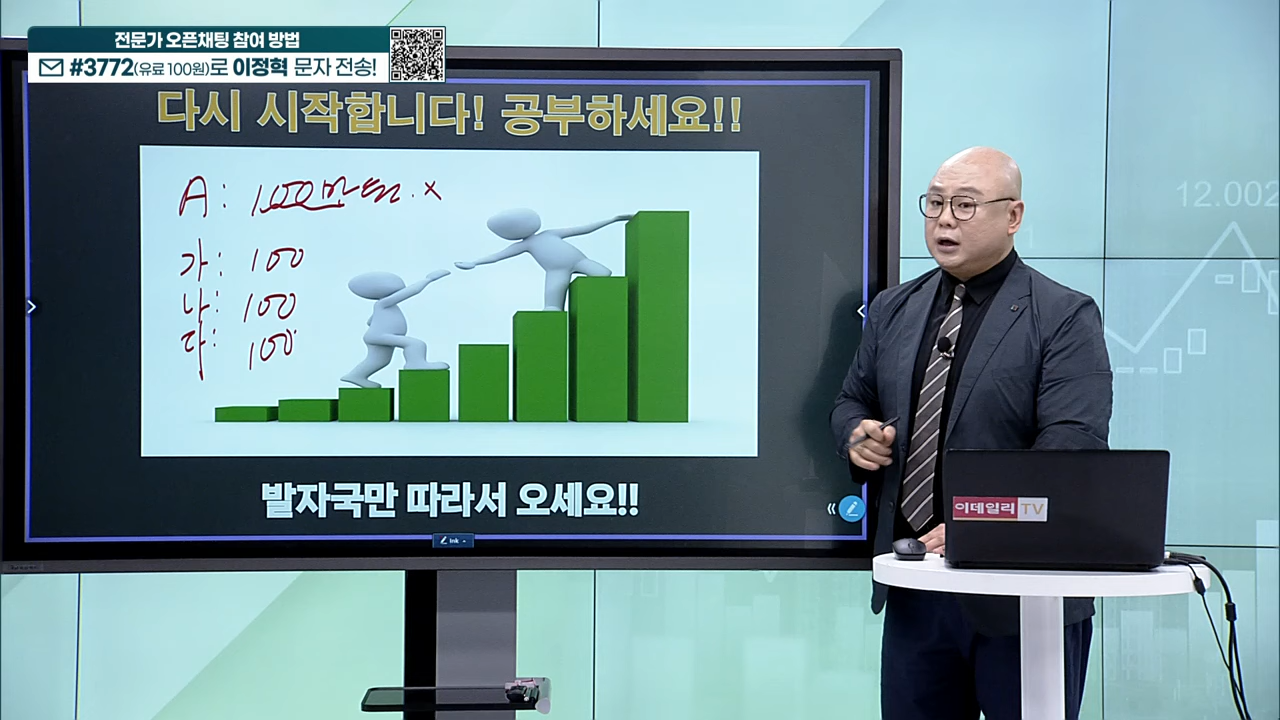 전문가 오픈채팅 참여 방법
#3772(유료 100원)로 이정혁 문자 전송!
다시 시작합니다! 공부하세요!!
A: 100만
가: 100
나: 100
다: 100
발자국만 따라서 오세요!!
Ink
이데일리 TV
12.002